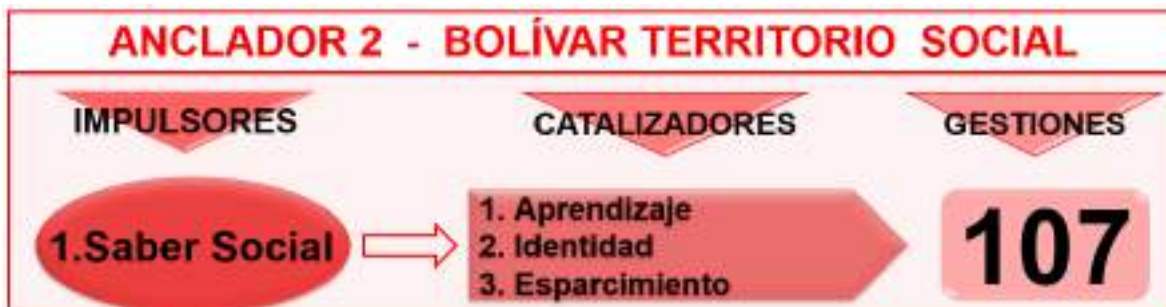 ANCLADOR 2 - BOLÍVAR TERRITORIO SOCIAL
IMPULSORES CATALIZADORES GESTIONES
1.Saber Social
1. Aprendizaje
2. Identidad
3. Esparcimiento
107